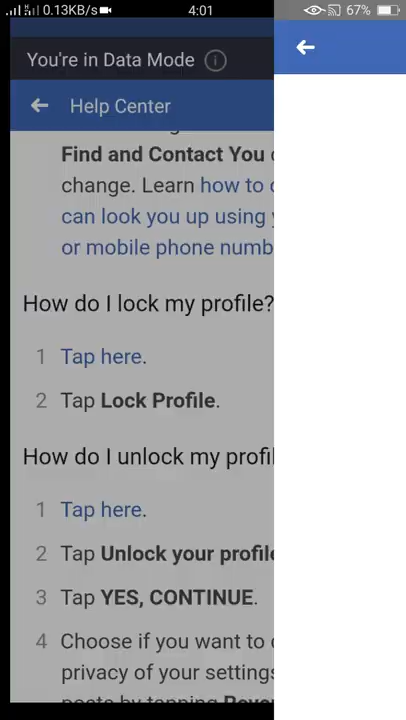 0.13KB/s 4:01 67%
You're in Data Mode
Help Center
Find and Contact You
change. Learn how to
can look you up using
or mobile phone numb
How do I lock my profile?
1 Tap here.
2 Tap Lock Profile.
How do I unlock my profil
1 Tap here.
2 Tap Unlock your profile
3 Tap YES, CONTINUE.
4 Choose if you want to
privacy of your settings
posts by tapping